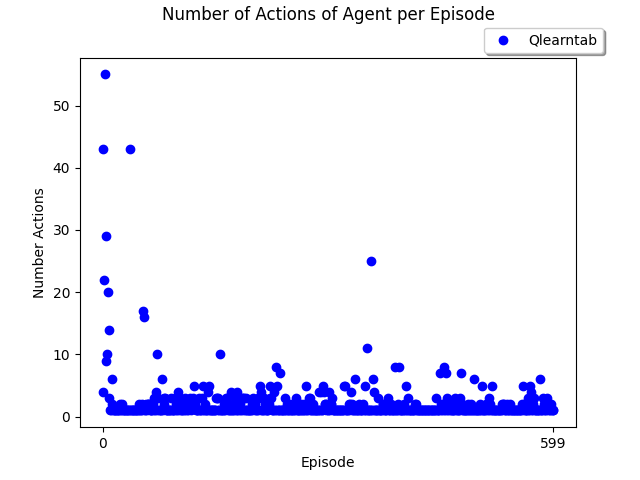 Number of Actions of Agent per Episode
Qlearntab
50
40
30
20
10
0
Number Actions
0 599
Episode